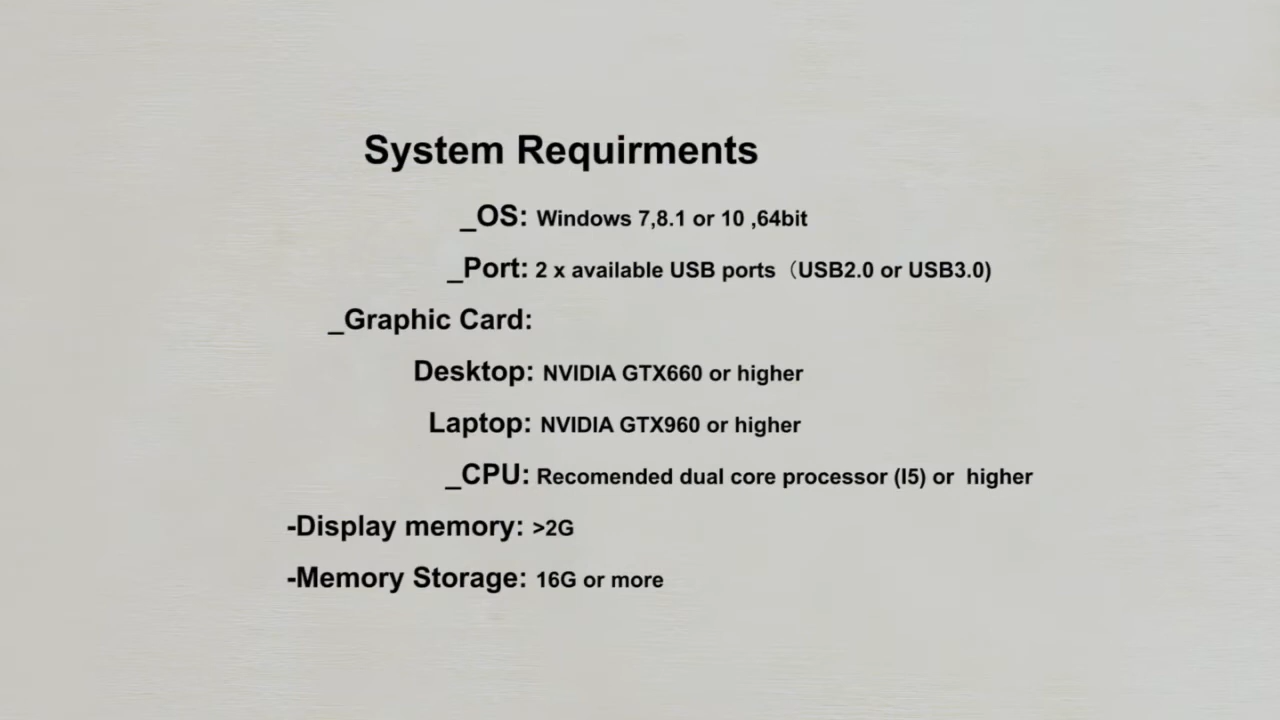 System Requirments
_OS: Windows 7,8.1 or 10 ,64bit
_Port: 2 x available USB ports（USB2.0 or USB3.0)
_Graphic Card:
Desktop: NVIDIA GTX660 or higher
Laptop: NVIDIA GTX960 or higher
_CPU: Recomended dual core processor (I5) or  higher
-Display memory: >2G
-Memory Storage: 16G or more